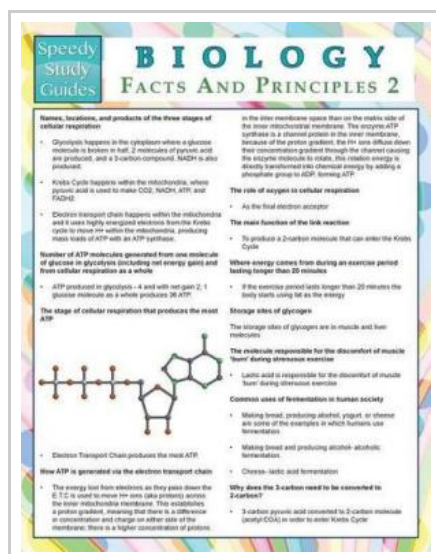 Speedy
Study
Guides
BIOLOGY
FACTS AND PRINCIPLES 2
Names, locations, and products of the three stages of
cellular respiration
• Glycolysis happens in the cytoplasm where a glucose
molecule is broken in half, 2 molecules of pyruvic acid
are produced, and a 3-carbon compound. NADH is also
produced.
• Krebs Cycle happens within the mitochondria, where
pyruvic acid is used to make CO2, NADH, ATP, and
FADH2
• Electron transport chain happens within the mitochondria
and it uses highly energized electrons from the Krebs
cycle to move H+ within the mitochondria, producing
mass loads of ATP with an ATP synthase.
Number of ATP molecules generated from one molecule
of glucose in glycolysis (including net energy gain) and
from cellular respiration as a whole
• ATP produced in glycolysis - 4 and with net gain 2, 1
glucose molecule as a whole produces 36 ATP.
The stage of cellular respiration that produces the most
ATP
• Electron Transport Chain produces the most ATP.
How ATP is generated via the electron transport chain
• The energy lost from electrons as they pass down the
E.T.C is used to move H+ ions (aka protons) across
the inner mitochondria membrane. This establishes
a proton gradient, meaning that there is a difference
in concentration and charge on either side of the
membrane; there is a higher concentration of protons
in the inter membrane space than on the matrix side of
the inner mitochondrial membrane. The enzyme ATP
synthase is a channel protein in the inner membrane,
because of the proton gradient, the H+ ions diffuse down
their concentration gradient through the channel causing
the enzyme molecule to rotate, this rotation energy is
directly transformed into chemical energy by adding a
phosphate group to ADP, forming ATP
The role of oxygen in cellular respiration
• As the final electron acceptor
The main function of the link reaction
• To produce a 2-carbon molecule that can enter the Krebs
Cycle
Where energy comes from during an exercise period
lasting longer than 20 minutes
• If the exercise period lasts longer than 20 minutes the
body starts using fat as the energy
Storage sites of glycogen
The storage sites of glycogen are in muscle and liver
molecules
The molecule responsible for the discomfort of muscle
'burn' during strenuous exercise
• Lactic acid is responsible for the discomfort of muscle
'burn' during strenuous exercise
Common uses of fermentation in human society
• Making bread, producing alcohol, yogurt, or cheese
are some of the examples in which humans use
fermentation.
• Making bread and producing alcohol- alcoholic
fermentation.
• Cheese- lactic acid fermentation
Why does the 3-carbon need to be converted to
2-carbon?
• 3-carbon pyruvic acid converted to 2-carbon molecule
(acetyl COA) in order to enter Krebs Cycle